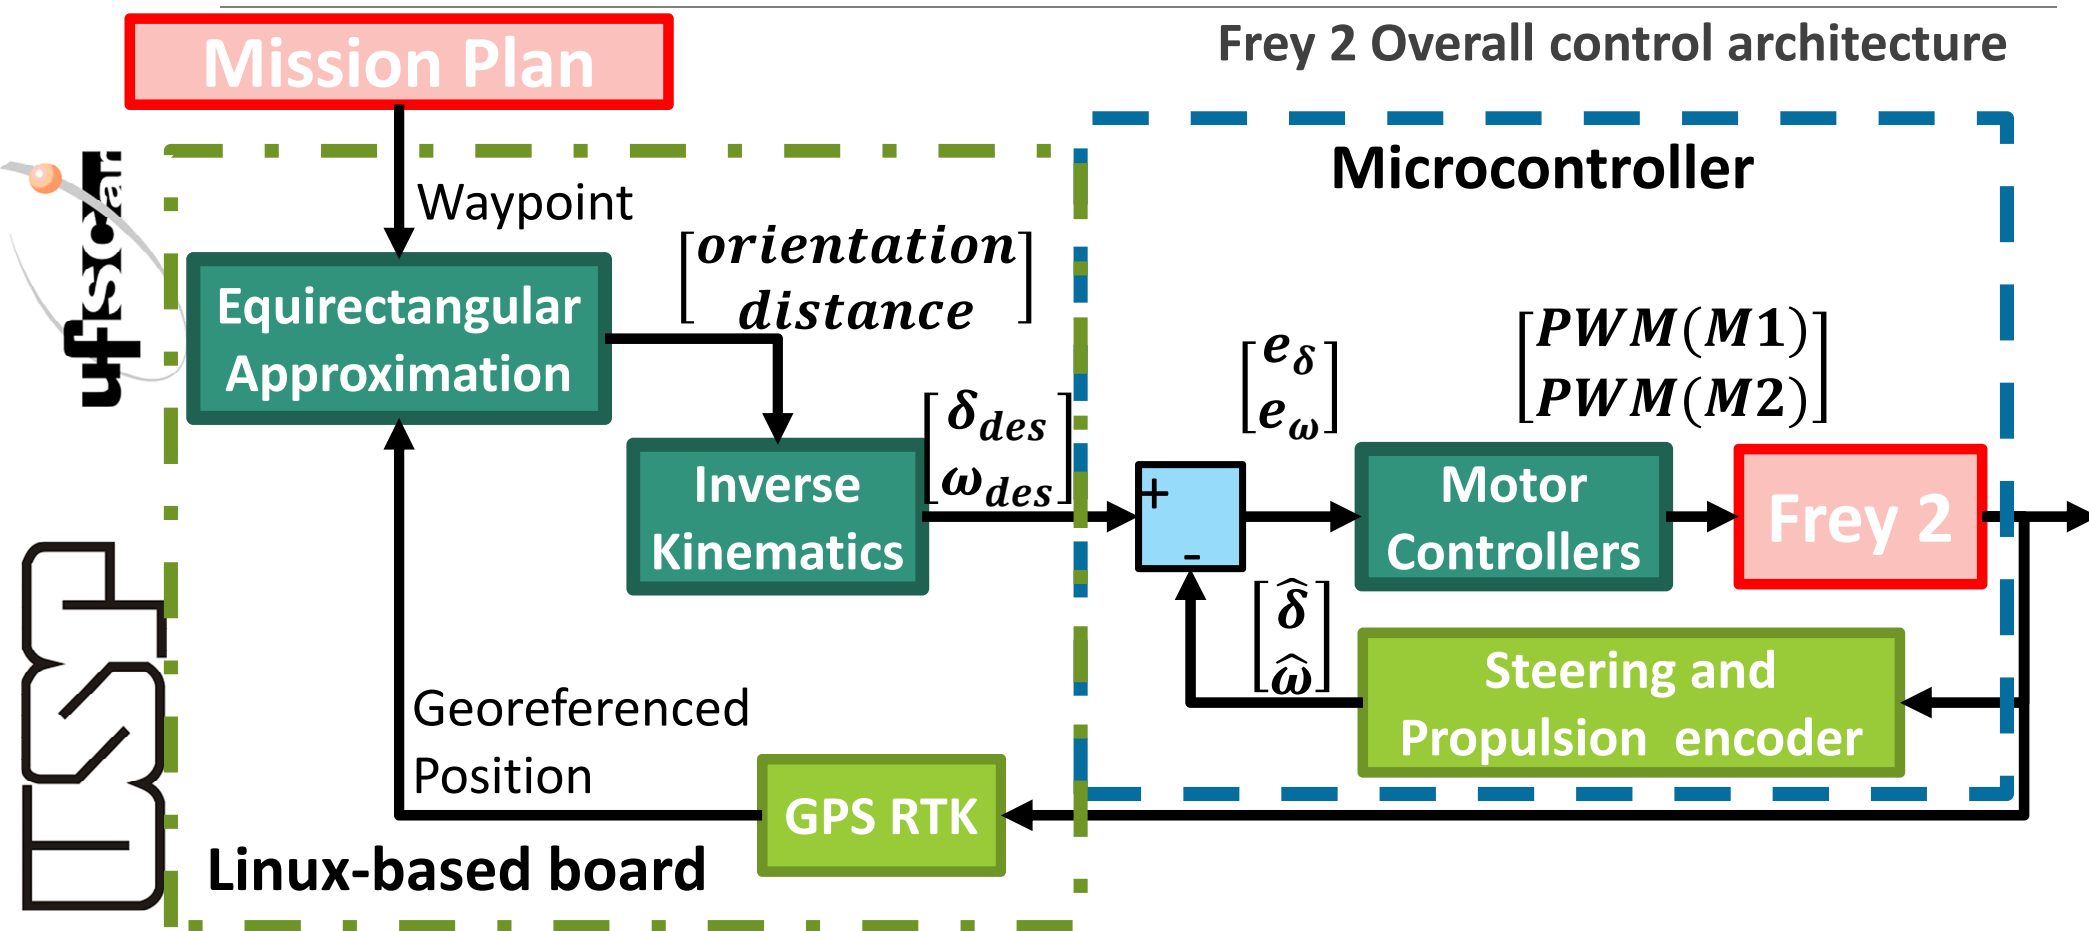 Frey 2 Overall control architecture
Mission Plan
Waypoint
Microcontroller
ufscar
Equirectangular
Approximation
[orientation
distance]
Inverse
Kinematics
[δ_des
ω_des]
+
-
[e_δ
e_ω]
Motor
Controllers
[PWM(M1)
PWM(M2)]
Frey 2
[δ̂
ω̂]
Steering and
Propulsion encoder
Georeferenced
Position
GPS RTK
Linux-based board
USP